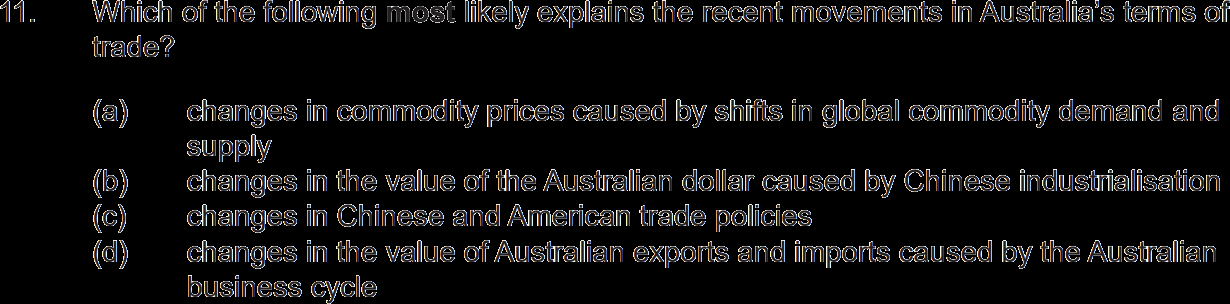 11. Which of the following most likely explains the recent movements in Australia's terms of
trade?
(a) changes in commodity prices caused by shifts in global commodity demand and
supply
(b) changes in the value of the Australian dollar caused by Chinese industrialisation
(c) changes in Chinese and American trade policies
(d) changes in the value of Australian exports and imports caused by the Australian
business cycle